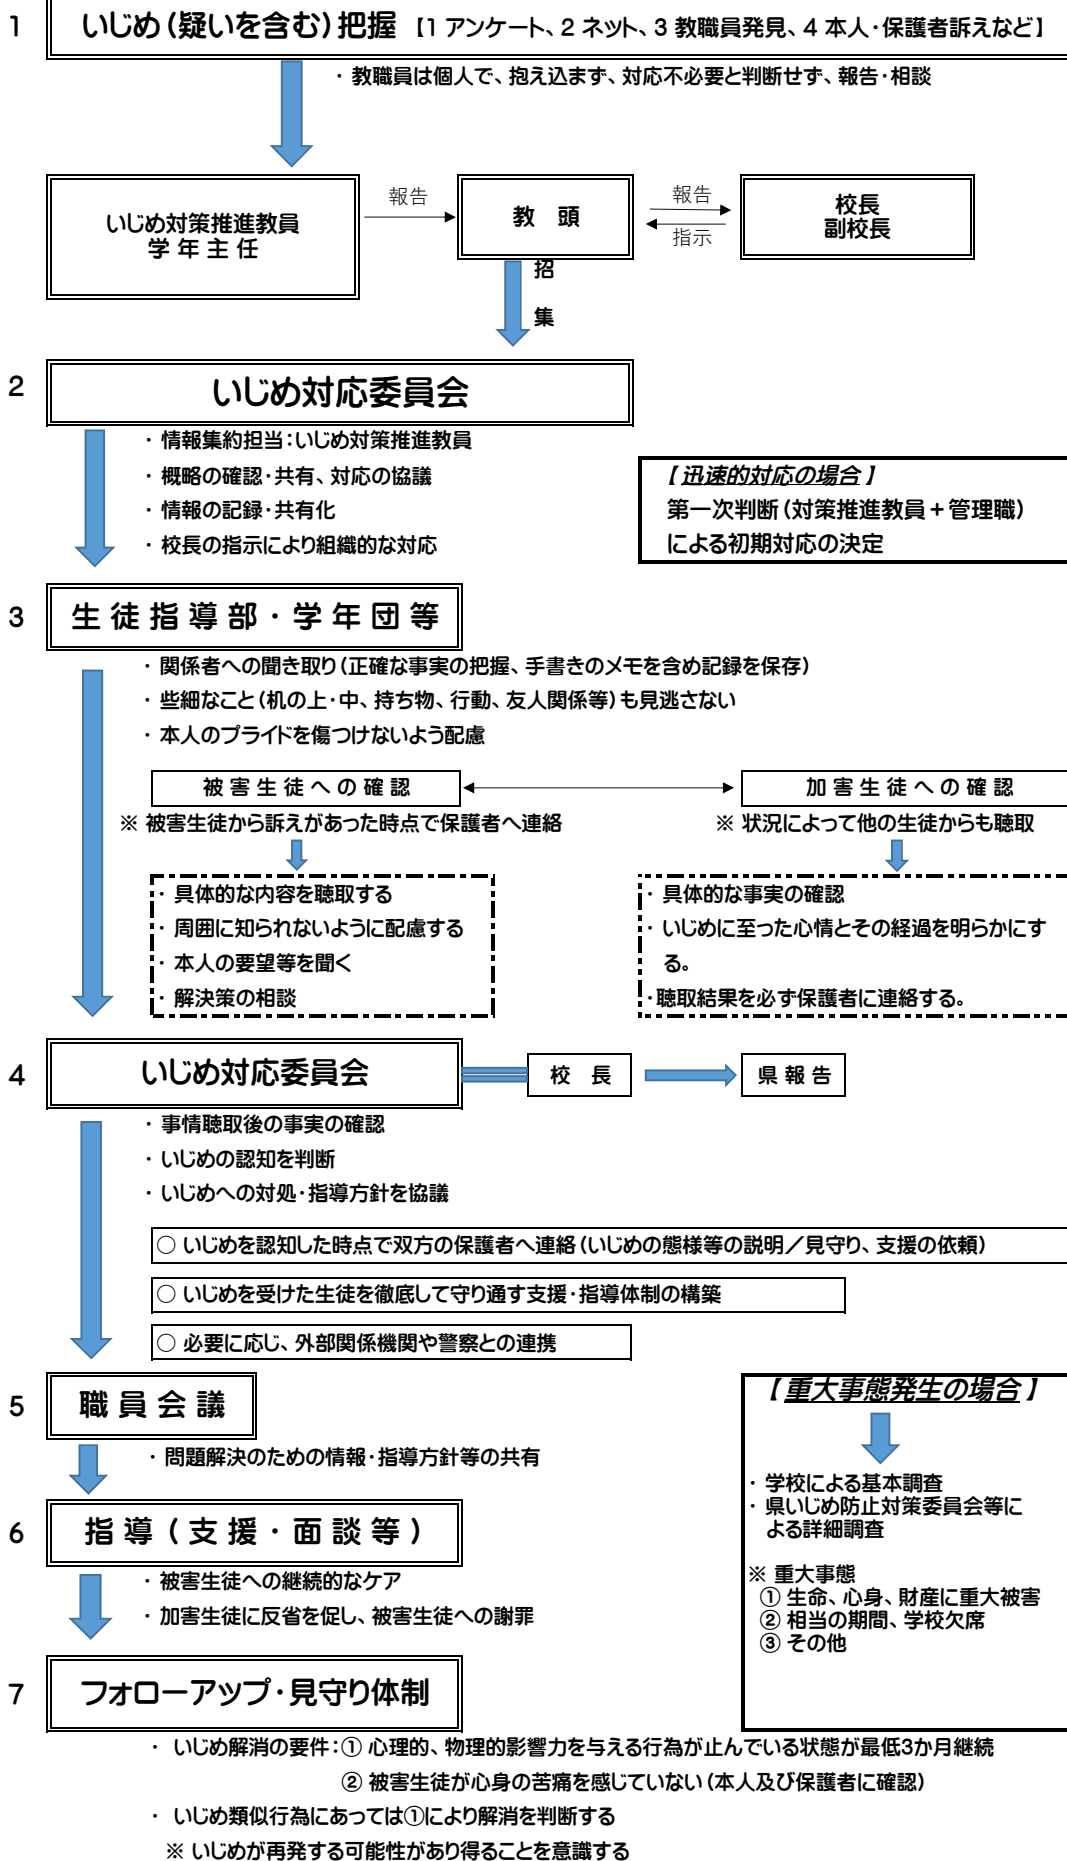 1
いじめ（疑いを含む）把握 【1 アンケート、2 ネット、3 教職員発見、4 本人・保護者訴えなど】
・ 教職員は個人で、抱え込まず、対応不必要と判断せず、報告・相談
いじめ対策推進教員
学 年 主 任
報告
教 頭
報告
指示
校長
副校長
招
集
2
いじめ対応委員会
・ 情報集約担当：いじめ対策推進教員
・ 概略の確認・共有、対応の協議
・ 情報の記録・共有化
・ 校長の指示により組織的な対応
【 迅速的対応の場合 】
第一次判断（対策推進教員＋管理職）
による初期対応の決定
3
生 徒 指 導 部 ・ 学 年 団 等
・ 関係者への聞き取り（正確な事実の把握、手書きのメモを含め記録を保存）
・ 些細なこと（机の上・中、持ち物、行動、友人関係等）も見逃さない
・ 本人のプライドを傷つけないよう配慮
被 害 生 徒 へ の 確 認
加 害 生 徒 へ の 確 認
※ 被害生徒から訴えがあった時点で保護者へ連絡
※ 状況によって他の生徒からも聴取
・ 具体的な内容を聴取する
・ 周囲に知られないように配慮する
・ 本人の要望等を聞く
・ 解決策の相談
・ 具体的な事実の確認
・ いじめに至った心情とその経過を明らかにす
る。
・聴取結果を必ず保護者に連絡する。
4
いじめ対応委員会
校 長
県 報 告
・ 事情聴取後の事実の確認
・ いじめの認知を判断
・ いじめへの対処・指導方針を協議
○ いじめを認知した時点で双方の保護者へ連絡（いじめの態様等の説明／見守り、支援の依頼）
○ いじめを受けた生徒を徹底して守り通す支援・指導体制の構築
○ 必要に応じ、外部関係機関や警察との連携
5
職 員 会 議
・ 問題解決のための情報・指導方針等の共有
【 重大事態発生の場合 】
・ 学校による基本調査
・ 県いじめ防止対策委員会等に
よる詳細調査
※ 重大事態
① 生命、心身、財産に重大被害
② 相当の期間、学校欠席
③ その他
6
指 導 （ 支 援 ・ 面 談 等 ）
・ 被害生徒への継続的なケア
・ 加害生徒に反省を促し、被害生徒への謝罪
7
フォローアップ・見守り体制
・ いじめ解消の要件：① 心理的、物理的影響力を与える行為が止んでいる状態が最低3か月継続
② 被害生徒が心身の苦痛を感じていない（本人及び保護者に確認）
・ いじめ類似行為にあっては①により解消を判断する
※ いじめが再発する可能性があり得ることを意識する